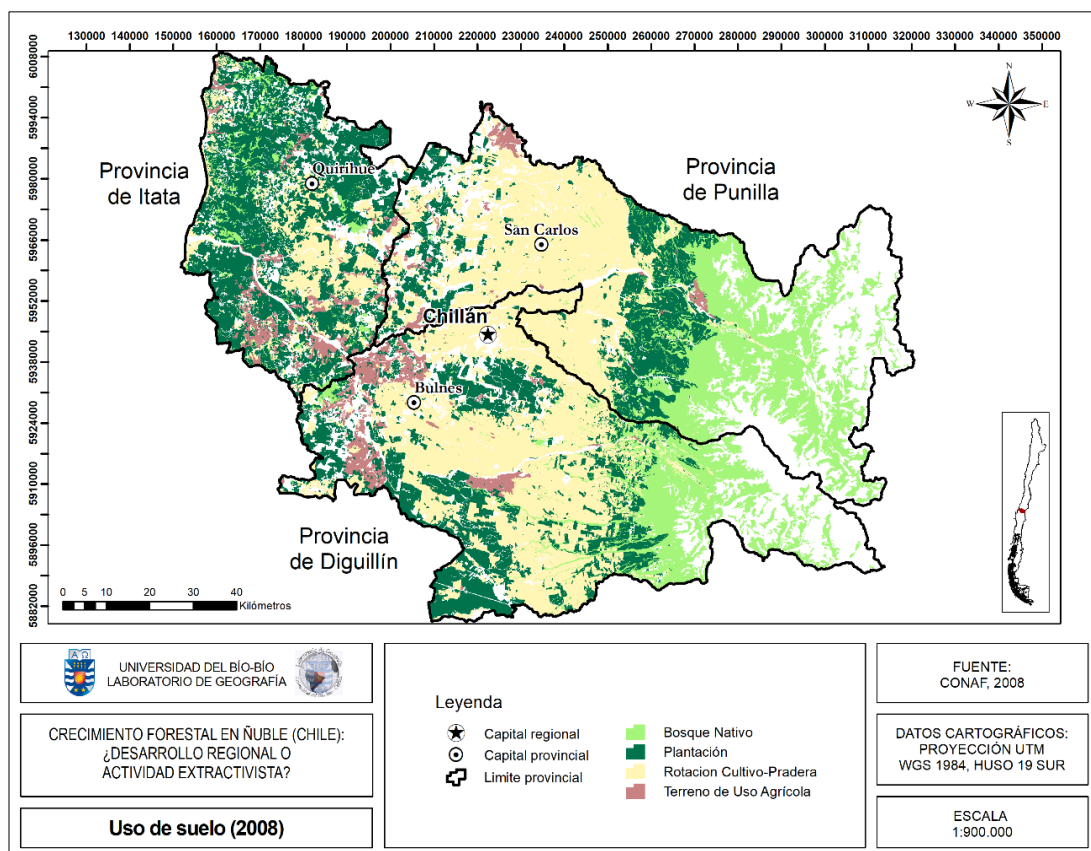 130000 140000 150000 160000 170000 180000 190000 200000 210000 220000 230000 240000 250000 260000 270000 280000 290000 300000 310000 320000 330000 340000 350000
6008000
5994000
5980000
5966000
5952000
5938000
5924000
5910000
5896000
5882000
N
W E
S
Provincia
de Itata
Quirihue
Provincia
de Punilla
San Carlos
Chillán
Bulnes
Provincia
de Diguillín
0 5 10 20 30 40
Kilómetros
UNIVERSIDAD DEL BÍO-BÍO
LABORATORIO DE GEOGRAFÍA
CRECIMIENTO FORESTAL EN ÑUBLE (CHILE):
¿DESARROLLO REGIONAL O
ACTIVIDAD EXTRACTIVISTA?
Uso de suelo (2008)
Leyenda
Capital regional
Capital provincial
Limite provincial
Bosque Nativo
Plantación
Rotacion Cultivo-Pradera
Terreno de Uso Agrícola
FUENTE:
CONAF, 2008
DATOS CARTOGRÁFICOS:
PROYECCIÓN UTM
WGS 1984, HUSO 19 SUR
ESCALA
1:900.000